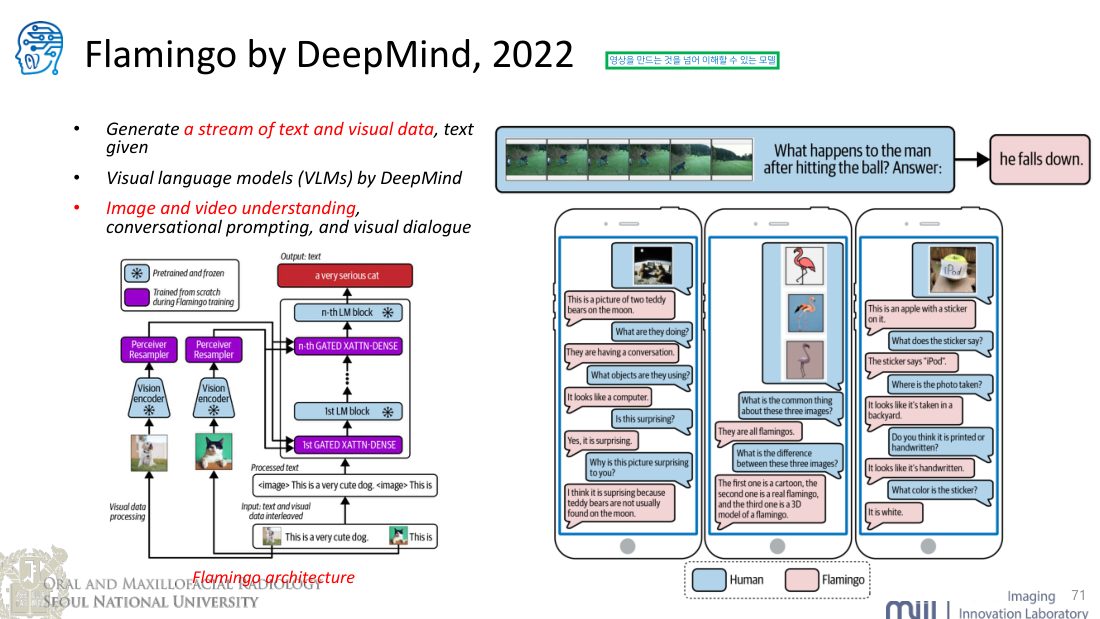 Flamingo by DeepMind, 2022
영상을 만드는 것을 넘어 이해할 수 있는 모델
• Generate a stream of text and visual data, text
given
• Visual language models (VLMs) by DeepMind
• Image and video understanding,
conversational prompting, and visual dialogue
What happens to the man
after hitting the ball? Answer:
he falls down.
Output: text
Pretrained and frozen
Trained from scratch
during Flamingo training
a very serious cat
n-th LM block
n-th GATED XATTN-DENSE
Perceiver
Resampler
Perceiver
Resampler
Vision
encoder
Vision
encoder
1st LM block
1st GATED XATTN-DENSE
Processed text
<image> This is a very cute dog. <image> This is
Visual data
processing
Input: text and visual
data interleaved
This is a very cute dog.
This is
Flamingo architecture
This is a picture of two teddy
bears on the moon.
What are they doing?
They are having a conversation.
What objects are they using?
It looks like a computer.
Is this surprising?
Yes, it is surprising.
Why is this picture surprising
to you?
I think it is suprising because
teddy bears are not usually
found on the moon.
What is the common thing
about these three images?
They are all flamingos.
What is the difference
between these three images?
The first one is a cartoon, the
second one is a real flamingo,
and the third one is a 3D
model of a flamingo.
iPod
This is an apple with a sticker
on it.
What does the sticker say?
The sticker says "iPod".
Where is the photo taken?
It looks like it's taken in a
backyard.
Do you think it is printed or
handwritten?
It looks like it's handwritten.
What color is the sticker?
It is white.
Human
Flamingo
ORAL AND MAXILLOFACIAL RADIOLOGY
SEOUL NATIONAL UNIVERSITY
Imaging
Innovation Laboratory
71